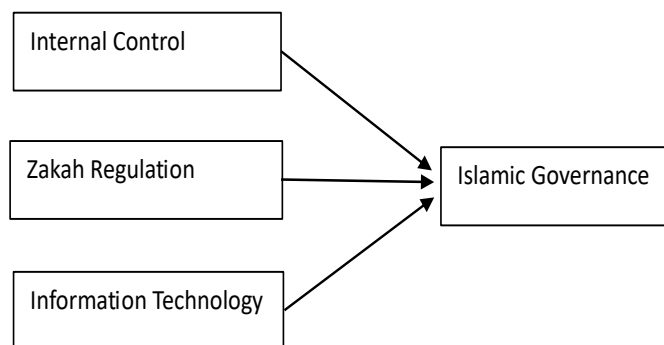 Internal Control
Zakah Regulation
Islamic Governance
Information Technology